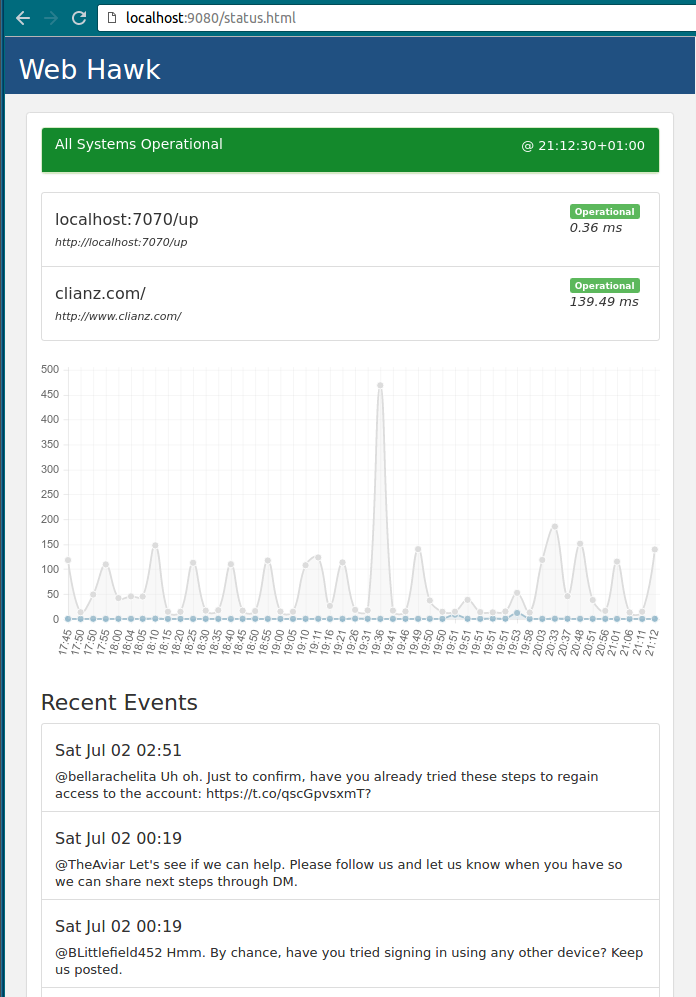 localhost:9080/status.html
Web Hawk
All Systems Operational @ 21:12:30+01:00
localhost:7070/up Operational
http://localhost:7070/up 0.36 ms
clianz.com/ Operational
http://www.clianz.com/ 139.49 ms
500
450
400
350
300
250
200
150
100
50
0
17:45 17:50 17:50 17:55 18:00 18:04 18:05 18:10 18:15 18:20 18:25 18:30 18:35 18:40 18:45 18:50 18:55 19:00 19:05 19:10 19:11 19:16 19:21 19:26 19:31 19:36 19:41 19:46 19:49 19:50 19:50 19:51 19:51 19:51 19:51 19:51 19:53 19:58 20:03 20:33 20:37 20:48 20:51 20:56 21:01 21:06 21:11 21:12
Recent Events
Sat Jul 02 02:51
@bellarachelita Uh oh. Just to confirm, have you already tried these steps to regain
access to the account: https://t.co/qscGpvsxmT?
Sat Jul 02 00:19
@TheAviar Let's see if we can help. Please follow us and let us know when you have so
we can share next steps through DM.
Sat Jul 02 00:19
@BLittlefield452 Hmm. By chance, have you tried signing in using any other device? Keep
us posted.